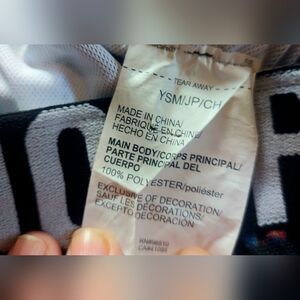 TEAR AWAY
YSM/JP/CH
MADE IN CHINA/
FABRIQUÉ EN CHINE/
HECHO EN CHINA
MAIN BODY/CORPS PRINCIPAL/
PARTE PRINCIPAL DEL
CUERPO
100% POLYESTER/poliéster
EXCLUSIVE OF DECORATION/
SAUF LES DÉCORATIONS/
EXCEPTO DECORACIÓN